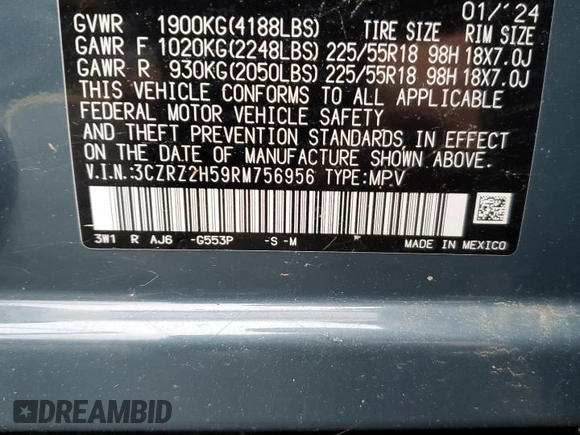 01/'24
GVWR 1900KG(4188LBS) TIRE SIZE RIM SIZE
GAWR F 1020KG(2248LBS) 225/55R18 98H 18X7.0J
GAWR R 930KG(2050LBS) 225/55R18 98H 18X7.0J
THIS VEHICLE CONFORMS TO ALL APPLICABLE
FEDERAL MOTOR VEHICLE SAFETY
AND THEFT PREVENTION STANDARDS IN EFFECT
ON THE DATE OF MANUFACTURE SHOWN ABOVE.
V.I.N.:3CZRZ2H59RM756956 TYPE:MPV
3W1 R AJ6 -G553P -S -M MADE IN MEXICO
DREAMBID